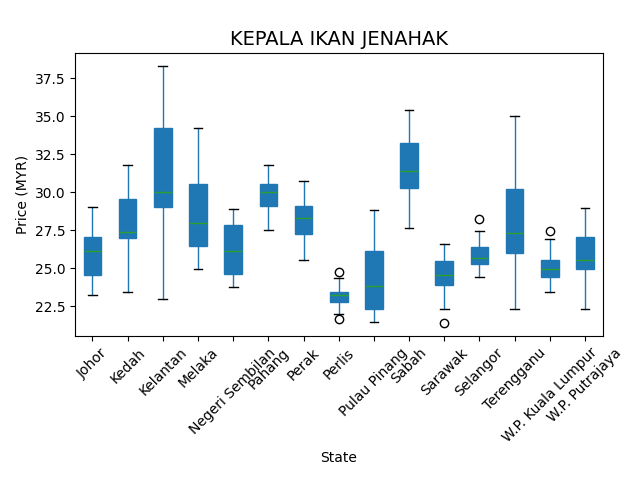 KEPALA IKAN JENAHAK
Price (MYR)
37.5
35.0
32.5
30.0
27.5
25.0
22.5
Johor
Kedah
Kelantan
Melaka
Negeri Sembilan
Pahang
Perak
Perlis
Pulau Pinang
Sabah
Sarawak
Selangor
Terengganu
W.P. Kuala Lumpur
W.P. Putrajaya
State